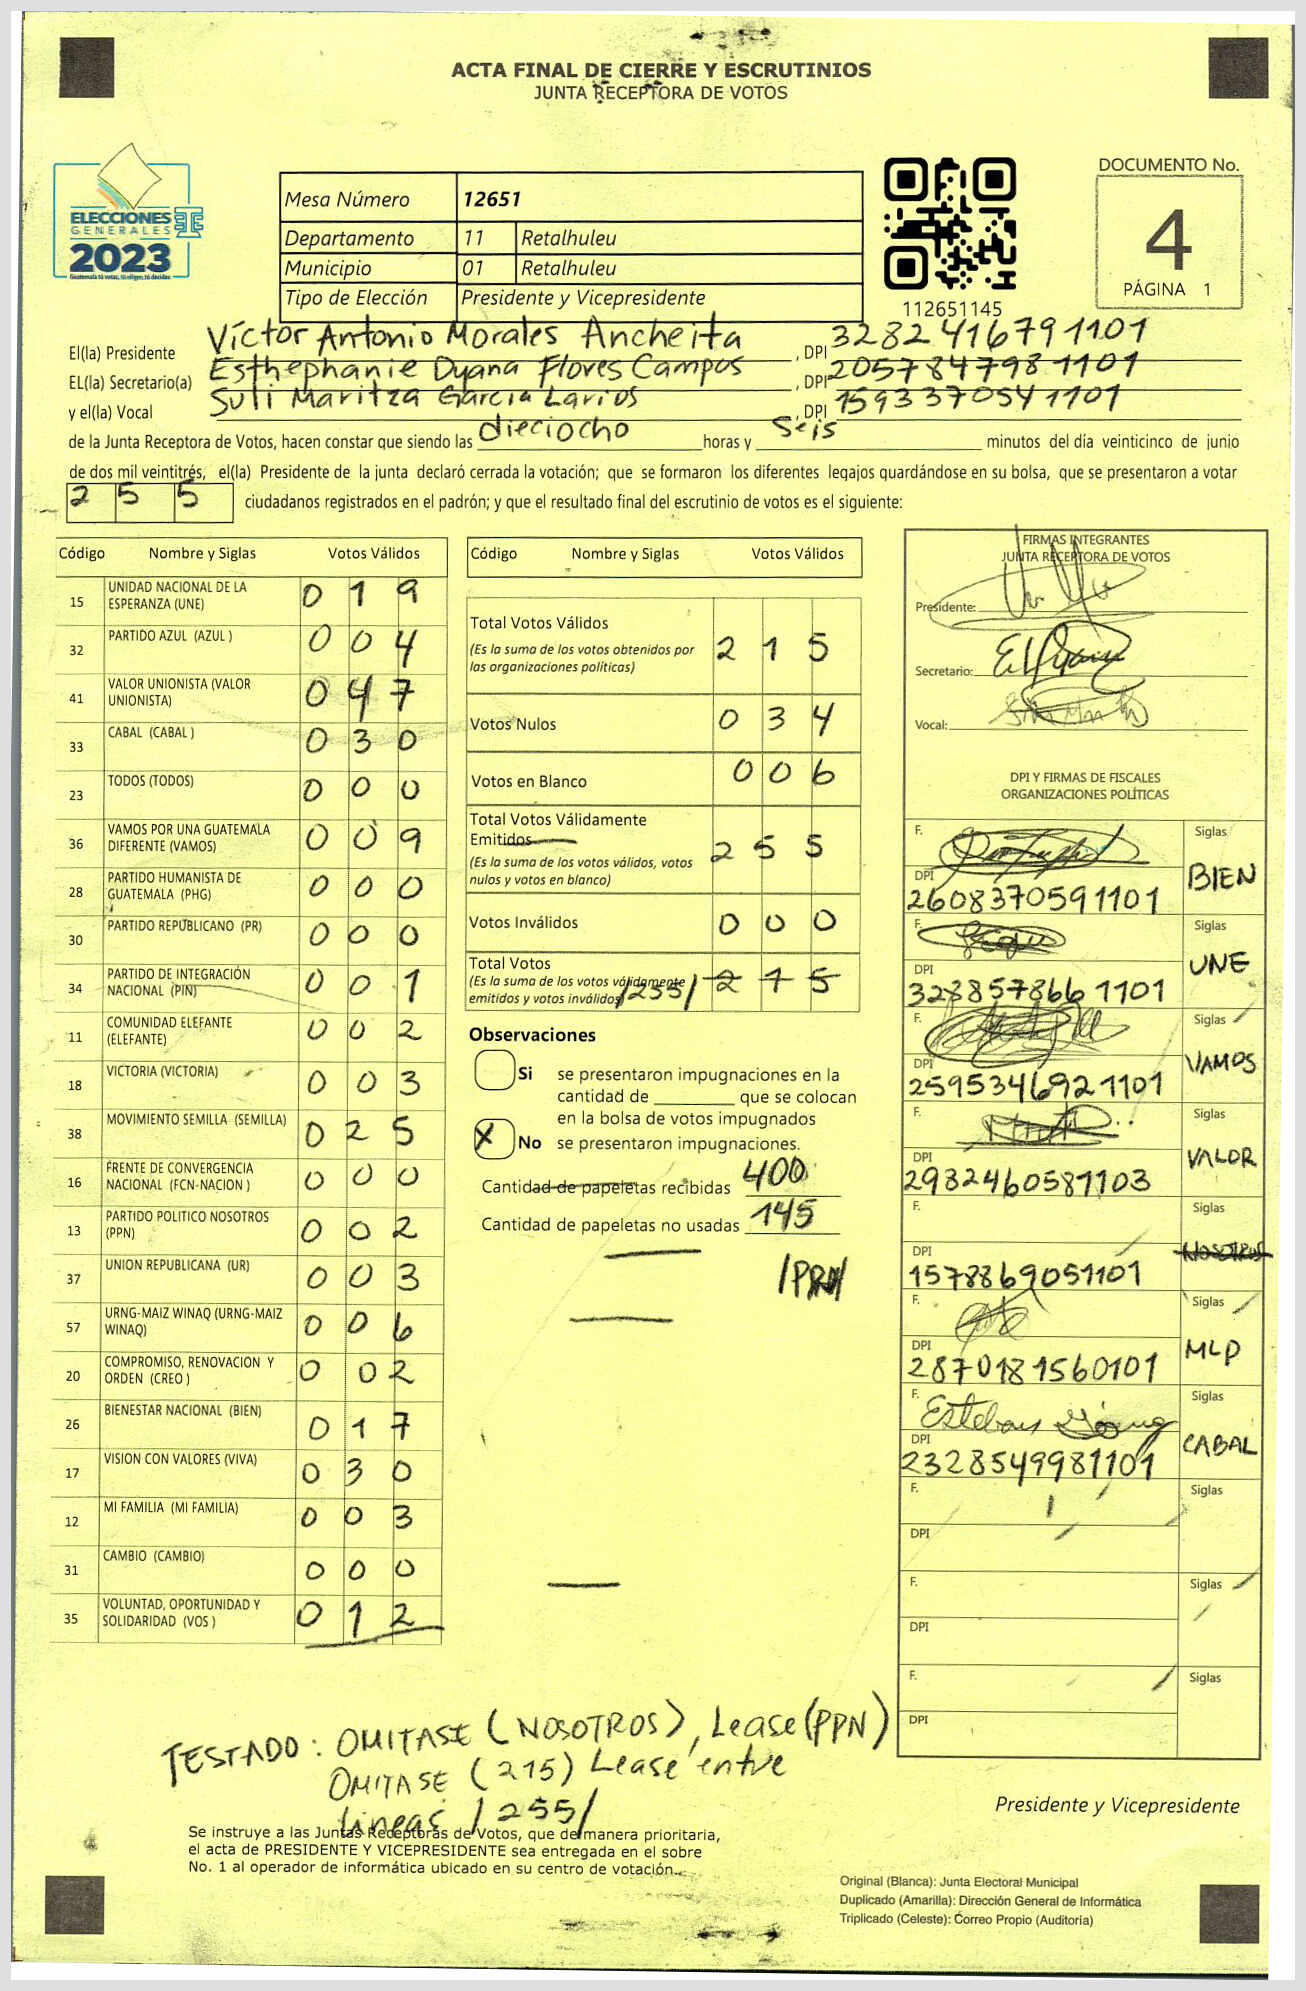 ACTA FINAL DE CIERRE Y ESCRUTINIOS
JUNTA RECEPTORA DE VOTOS
ELECCIONES
GENERALES
2023
Guatemala tú votas, tú eliges, tú decides
Mesa Número 12651
Departamento 11 Retalhuleu
Municipio 01 Retalhuleu
Tipo de Elección Presidente y Vicepresidente
112651145
DOCUMENTO No.
4
PÁGINA 1
El(la) Presidente Víctor Antonio Morales Ancheita, DPI 3282416791101
EL(la) Secretario(a) Esthephanie Dyana Flores Campos, DPI 2057847981101
y el(la) Vocal Suli Maritza Garcia Larios, DPI 1593370541101
de la Junta Receptora de Votos, hacen constar que siendo las dieciocho horas y seis minutos del día veinticinco de junio
de dos mil veintitrés, el(la) Presidente de la junta declaró cerrada la votación; que se formaron los diferentes legajos quardándose en su bolsa, que se presentaron a votar
2 5 5 ciudadanos registrados en el padrón; y que el resultado final del escrutinio de votos es el siguiente:
Código Nombre y Siglas Votos Válidos
15 UNIDAD NACIONAL DE LA ESPERANZA (UNE) 0 1 9
32 PARTIDO AZUL (AZUL ) 0 0 4
41 VALOR UNIONISTA (VALOR UNIONISTA) 0 4 7
33 CABAL (CABAL ) 0 3 0
23 TODOS (TODOS) 0 0 0
36 VAMOS POR UNA GUATEMALA DIFERENTE (VAMOS) 0 0 9
28 PARTIDO HUMANISTA DE GUATEMALA (PHG) 0 0 0
30 PARTIDO REPUBLICANO (PR) 0 0 0
34 PARTIDO DE INTEGRACIÓN NACIONAL (PIN) 0 0 1
11 COMUNIDAD ELEFANTE (ELEFANTE) 0 0 2
18 VICTORIA (VICTORIA) 0 0 3
38 MOVIMIENTO SEMILLA (SEMILLA) 0 2 5
16 FRENTE DE CONVERGENCIA NACIONAL (FCN-NACION ) 0 0 0
13 PARTIDO POLITICO NOSOTROS (PPN) 0 0 2
37 UNION REPUBLICANA (UR) 0 0 3
57 URNG-MAIZ WINAQ (URNG-MAIZ WINAQ) 0 0 6
20 COMPROMISO, RENOVACION Y ORDEN (CREO ) 0 0 2
26 BIENESTAR NACIONAL (BIEN) 0 1 7
17 VISION CON VALORES (VIVA) 0 3 0
12 MI FAMILIA (MI FAMILIA) 0 0 3
31 CAMBIO (CAMBIO) 0 0 0
35 VOLUNTAD, OPORTUNIDAD Y SOLIDARIDAD (VOS ) 0 1 2
Código Nombre y Siglas Votos Válidos
Total Votos Válidos 2 1 5
(Es la suma de los votos obtenidos por
las organizaciones políticas)
Votos Nulos 0 3 4
Votos en Blanco 0 0 6
Total Votos Válidamente
Emitidos 2 5 5
(Es la suma de los votos válidos, votos
nulos y votos en blanco)
Votos Inválidos 0 0 0
Total Votos
(Es la suma de los votos válidamente
emitidos y votos inválidos) /255/ 2 1 5
Observaciones
Si se presentaron impugnaciones en la
cantidad de ________ que se colocan
en la bolsa de votos impugnados
X No se presentaron impugnaciones.
Cantidad de papeletas recibidas 400
Cantidad de papeletas no usadas 145
FIRMAS INTEGRANTES
JUNTA RECEPTORA DE VOTOS
Presidente:
Secretario:
Vocal:
DPI Y FIRMAS DE FISCALES
ORGANIZACIONES POLÍTICAS
F. Siglas
DPI 2608370591101 BIEN
F. Siglas
DPI 3288578661101 UNE
F. Siglas
DPI 2595346921101 VAMOS
F. Siglas
DPI 2982460581103 VALOR
F. Siglas
DPI 1578869051101 NOSOTROS
F. Siglas
DPI 2870181560101 MLP
F. Esteban Siglas
DPI 2328549981101 CABAL
F. Siglas
DPI
F. Siglas
DPI
F. Siglas
DPI
TESTADO: OMITASE (NOSOTROS), Lease (PPN)
OMITASE (215) Lease entre
Lineas /255/
Presidente y Vicepresidente
Se instruye a las Juntas Receptoras de Votos, que de manera prioritaria,
el acta de PRESIDENTE Y VICEPRESIDENTE sea entregada en el sobre
No. 1 al operador de informática ubicado en su centro de votación.
Original (Blanca): Junta Electoral Municipal
Duplicado (Amarilla): Dirección General de Informática
Triplicado (Celeste): Correo Propio (Auditoría)